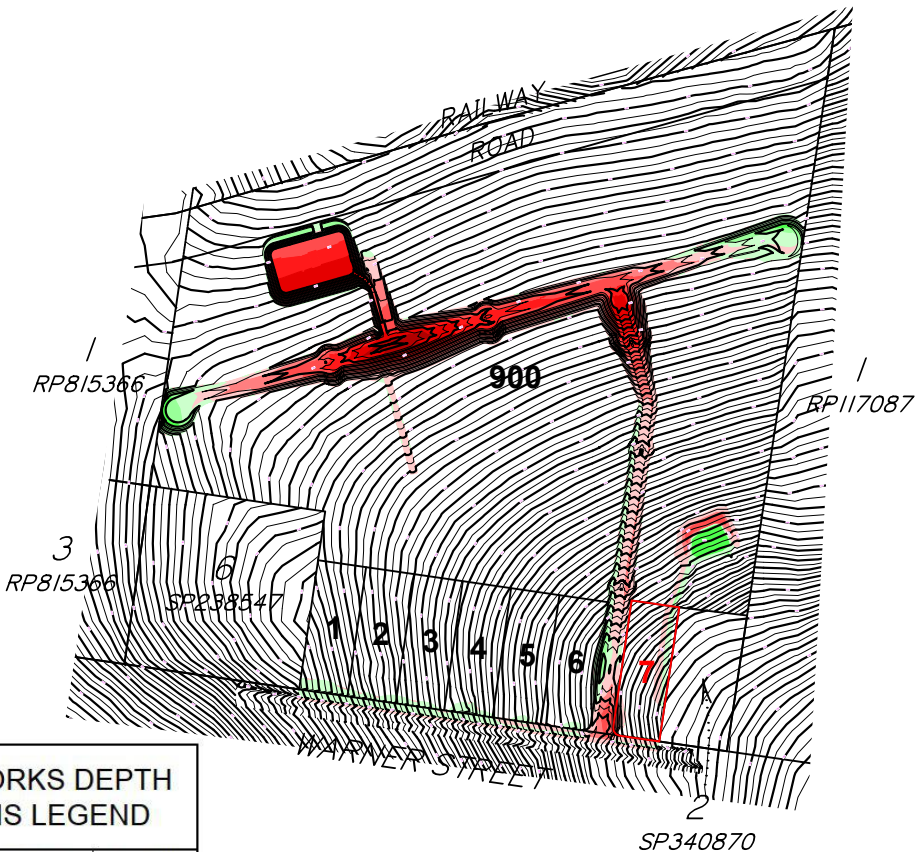 RAILWAY
ROAD
1
RP815366
900
1
RP117087
3
RP815366
6
SP238547
1
2
3
4
5
6
7
WARNER STREET
ORKS DEPTH
IS LEGEND
2
SP340870